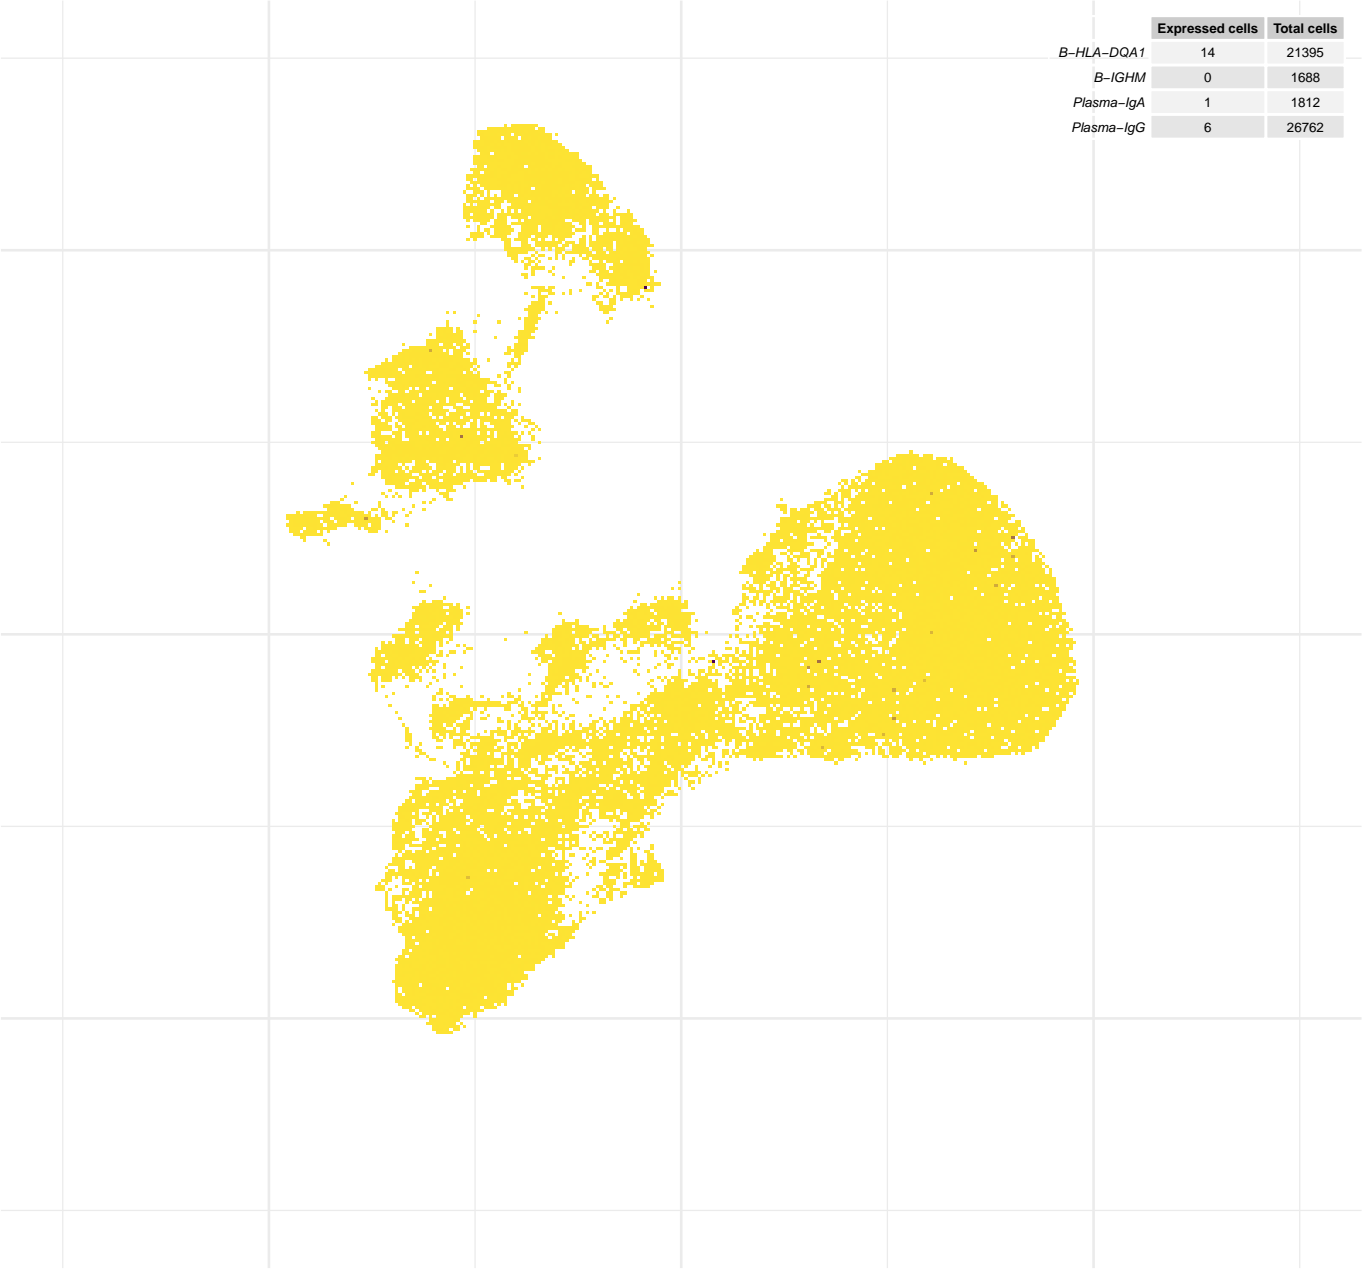 Expressed cells Total cells
B−HLA−DQA1 14 21395
B−IGHM 0 1688
Plasma−IgA 1 1812
Plasma−IgG 6 26762